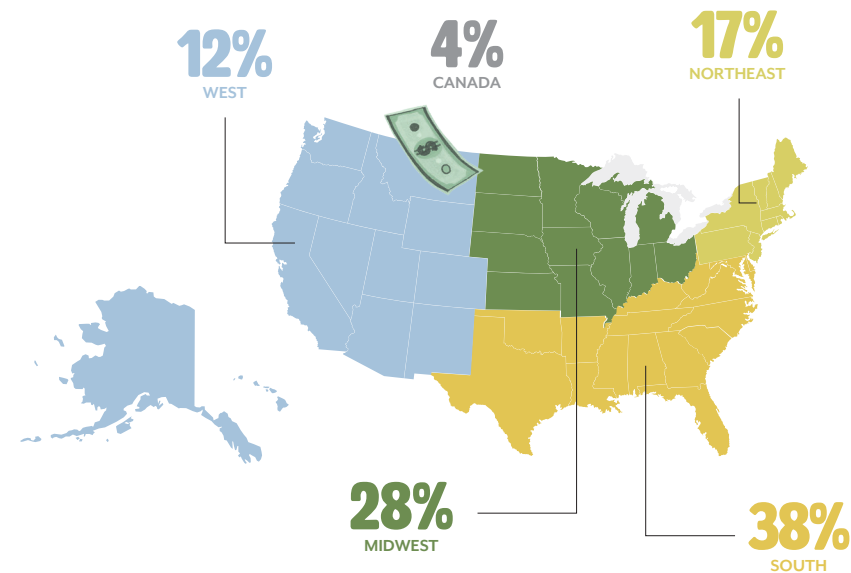 12%
WEST
4%
CANADA
17%
NORTHEAST
$
28%
MIDWEST
38%
SOUTH